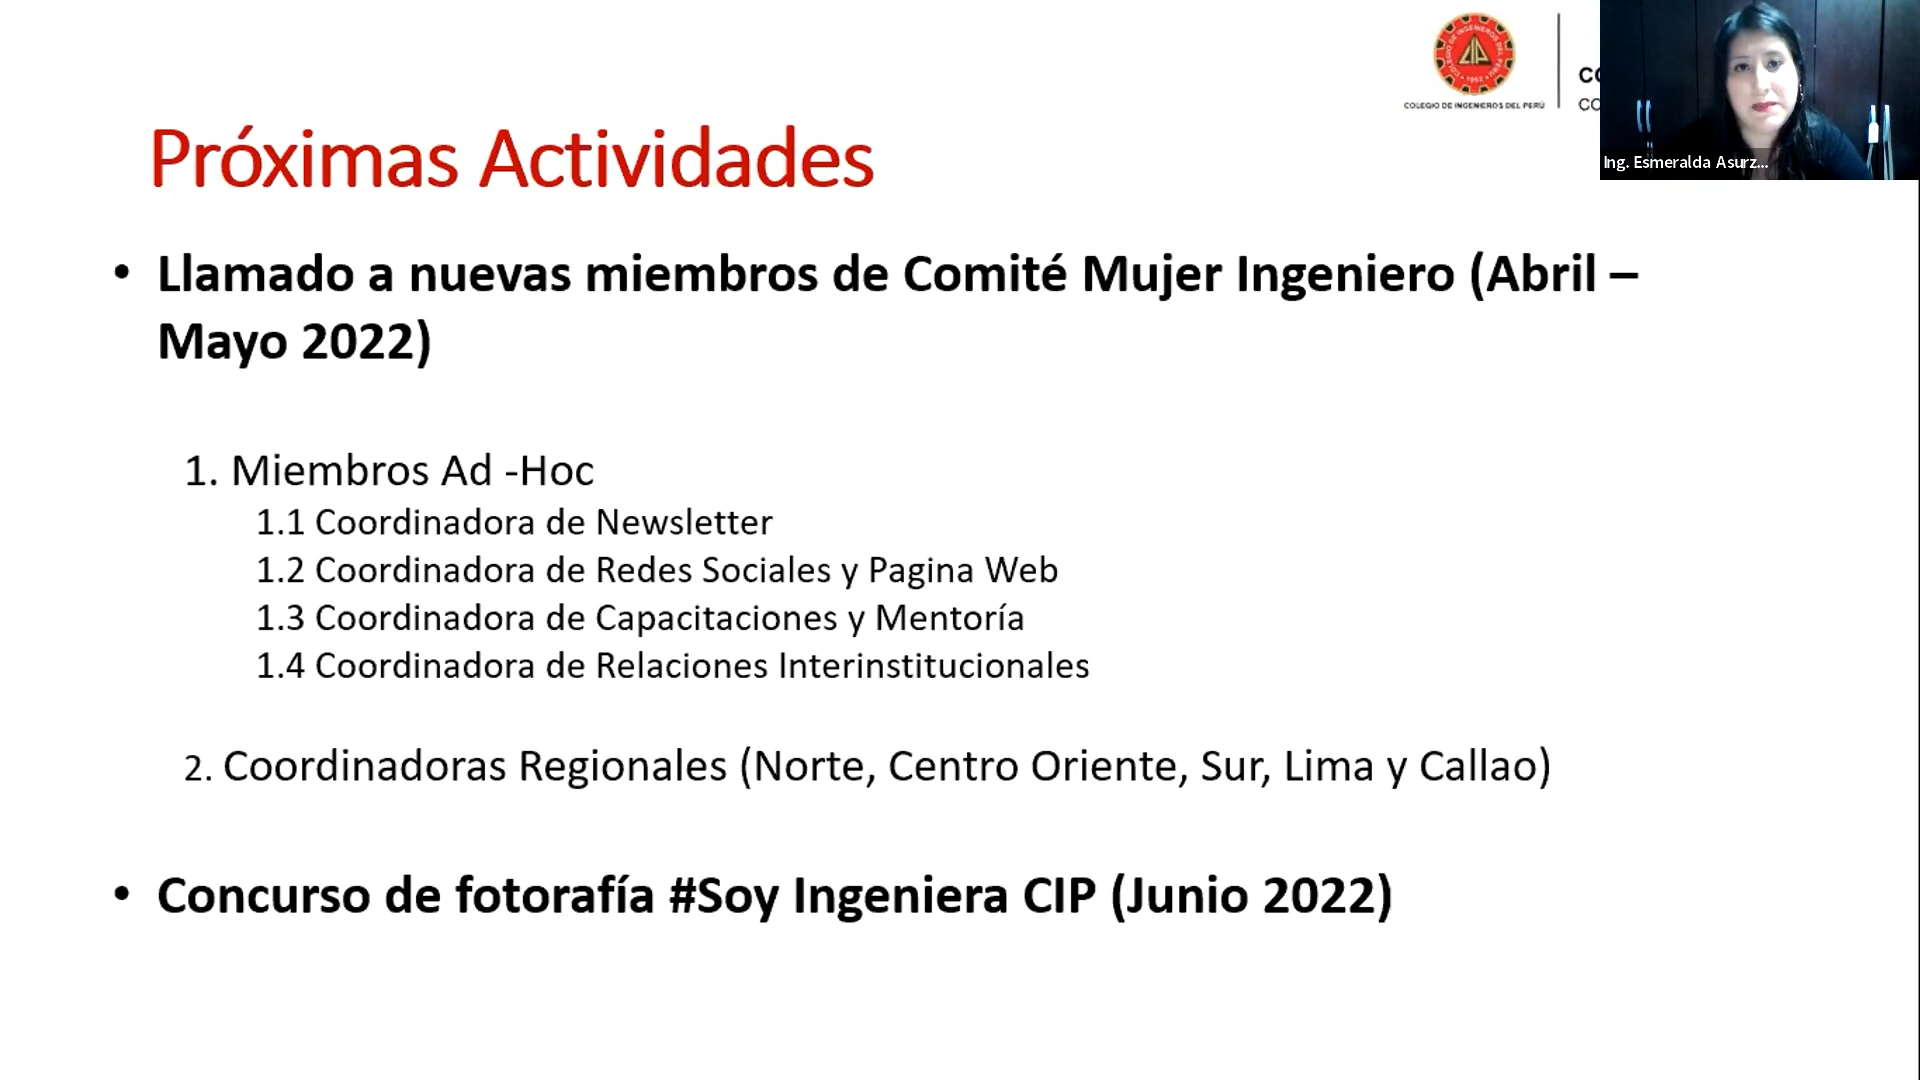 COLEGIO DE INGENIEROS DEL PERÚ
Ing. Esmeralda Asurz...
Próximas Actividades
• Llamado a nuevas miembros de Comité Mujer Ingeniero (Abril –
Mayo 2022)
1. Miembros Ad -Hoc
1.1 Coordinadora de Newsletter
1.2 Coordinadora de Redes Sociales y Pagina Web
1.3 Coordinadora de Capacitaciones y Mentoría
1.4 Coordinadora de Relaciones Interinstitucionales
2. Coordinadoras Regionales (Norte, Centro Oriente, Sur, Lima y Callao)
• Concurso de fotorafía #Soy Ingeniera CIP (Junio 2022)